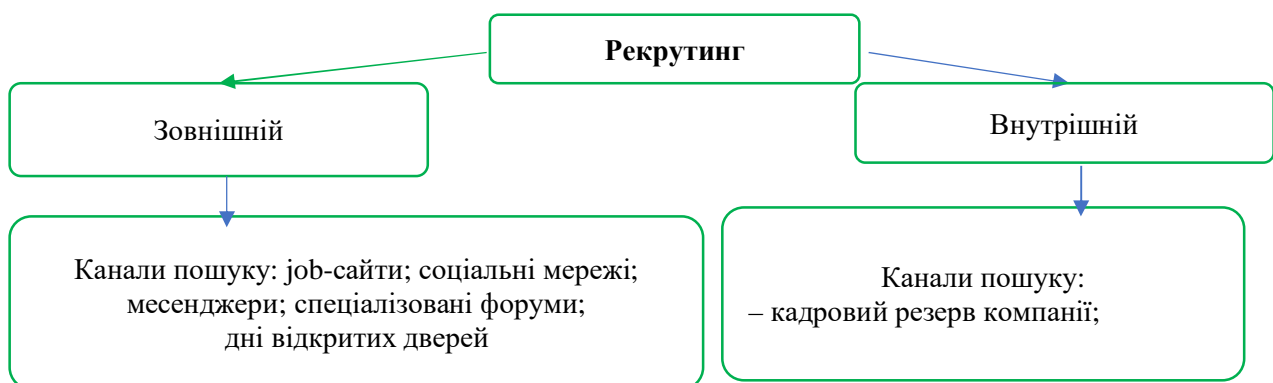 Рекрутинг
Зовнішній
Внутрішній
Канали пошуку: job-сайти; соціальні мережі;
месенджери; спеціалізовані форуми;
дні відкритих дверей
Канали пошуку:
– кадровий резерв компанії;